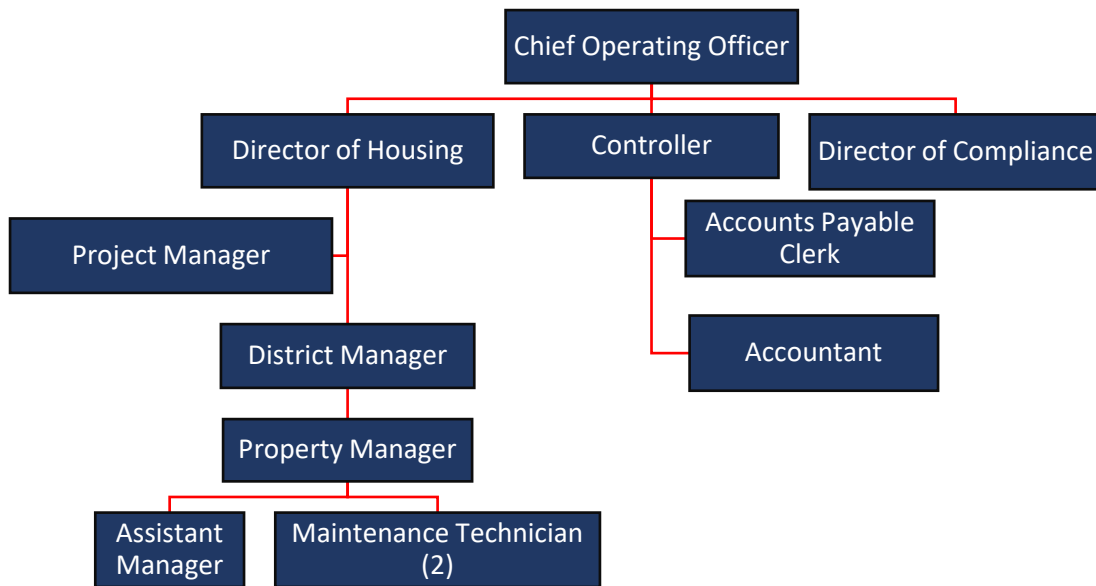 Chief Operating Officer
Director of Housing
Controller
Director of Compliance
Project Manager
Accounts Payable
Clerk
District Manager
Accountant
Property Manager
Assistant
Manager
Maintenance Technician
(2)